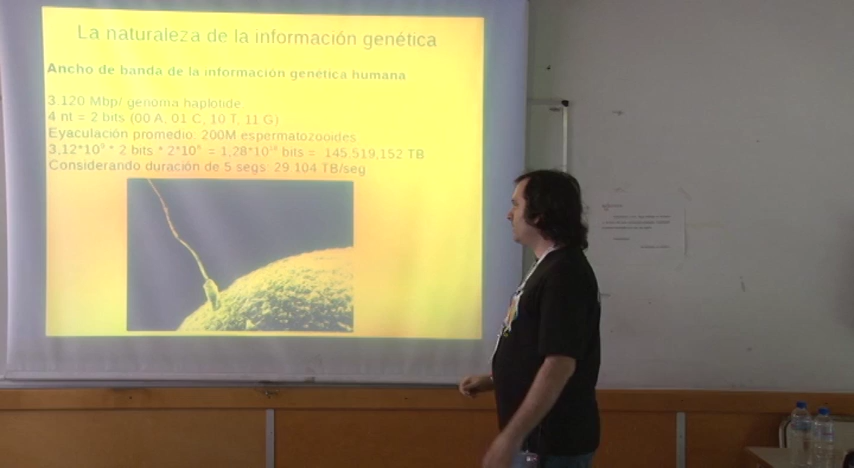 La naturaleza de la información genética
Ancho de banda de la información genética humana
3.120 Mbp/ genoma haplotide
4 nt = 2 bits (00 A, 01 C, 10 T, 11 G)
Eyaculación promedio: 200M espermatozooides
3,12*10⁹ * 2 bits * 2*10⁸ = 1,28*10¹⁸ bits = 145.519,152 TB
Considerando duración de 5 segs: 29.104 TB/seg